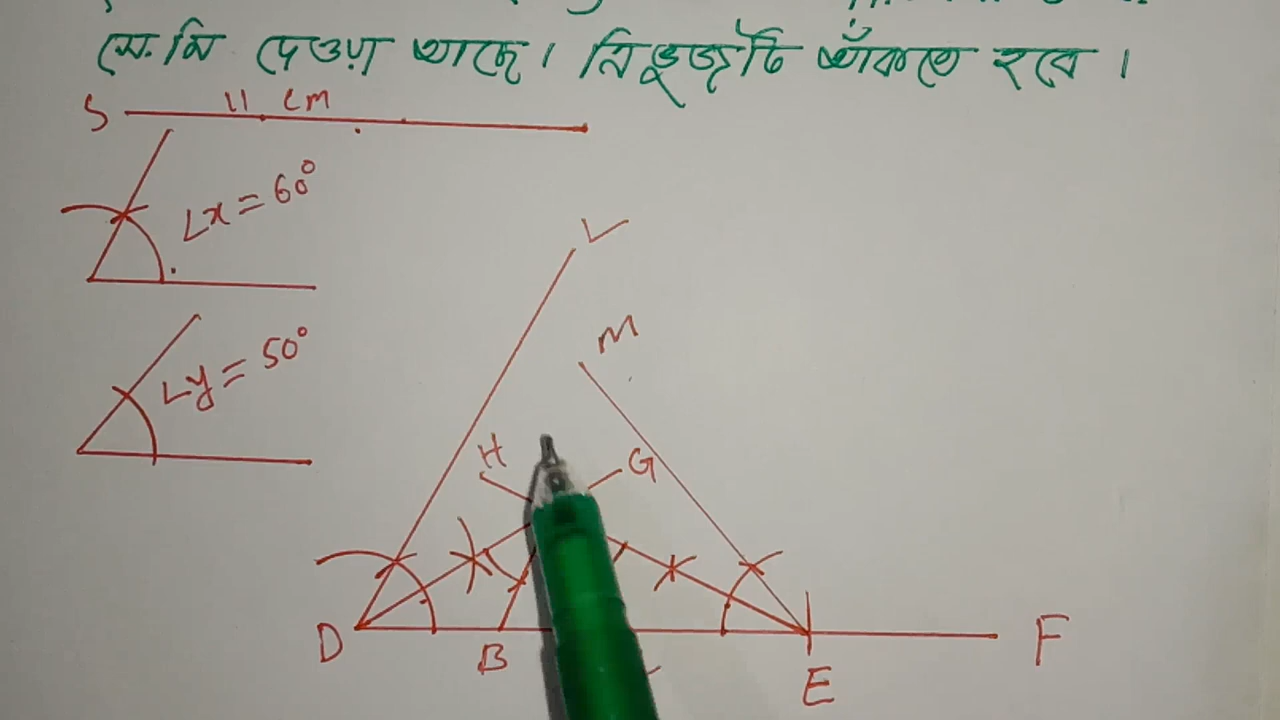 সে.মি দেওয়া আছে। ত্রিভুজটি আঁকতে হবে।
S 11 cm
∠x = 60°
∠y = 50°
L
M
H G
D B E F